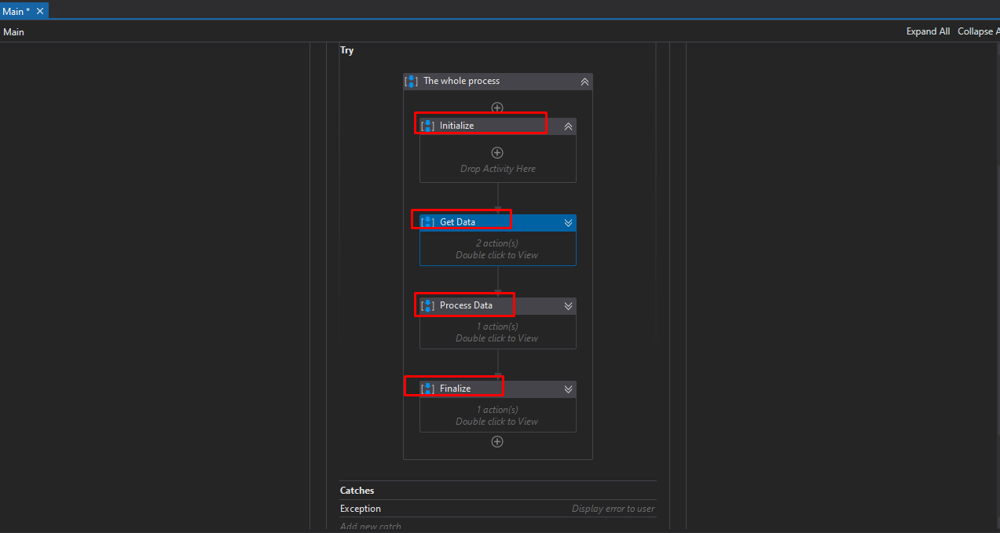 Main *
Main
Expand All Collapse A
Try
The whole process
Initialize
Drop Activity Here
Get Data
2 action(s)
Double click to View
Process Data
1 action(s)
Double click to View
Finalize
1 action(s)
Double click to View
Catches
Exception Display error to user
Add new catch